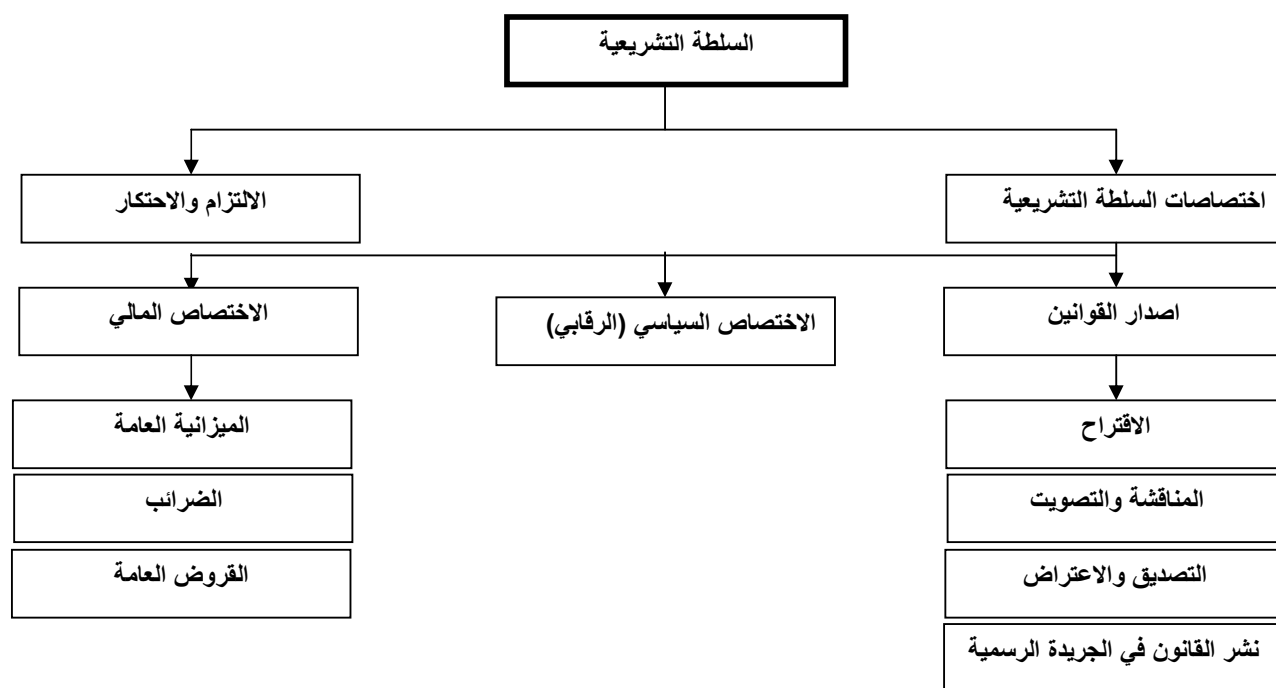 السلطة التشريعية
اختصاصات السلطة التشريعية
الالتزام والاحتكار
اصدار القوانين
الاختصاص السياسي (الرقابي)
الاختصاص المالي
الاقتراح
المناقشة والتصويت
التصديق والاعتراض
نشر القانون في الجريدة الرسمية
الميزانية العامة
الضرائب
القروض العامة